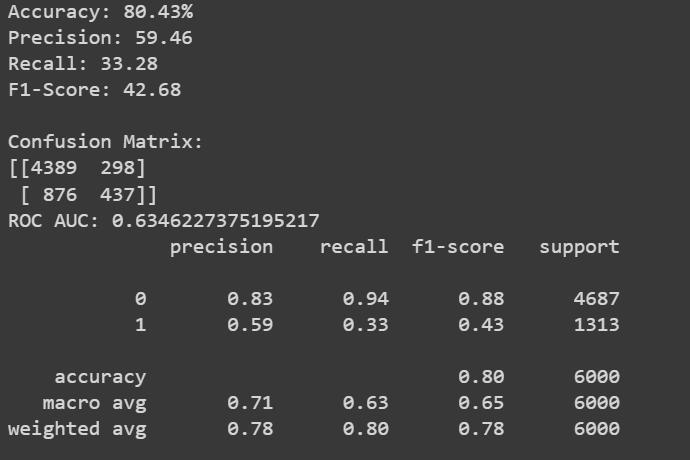 Accuracy: 80.43%
Precision: 59.46
Recall: 33.28
F1-Score: 42.68
Confusion Matrix:
[[4389  298]
 [ 876  437]]
ROC AUC: 0.6346227375195217
              precision    recall  f1-score   support
           0       0.83      0.94      0.88      4687
           1       0.59      0.33      0.43      1313
    accuracy                           0.80      6000
   macro avg       0.71      0.63      0.65      6000
weighted avg       0.78      0.80      0.78      6000